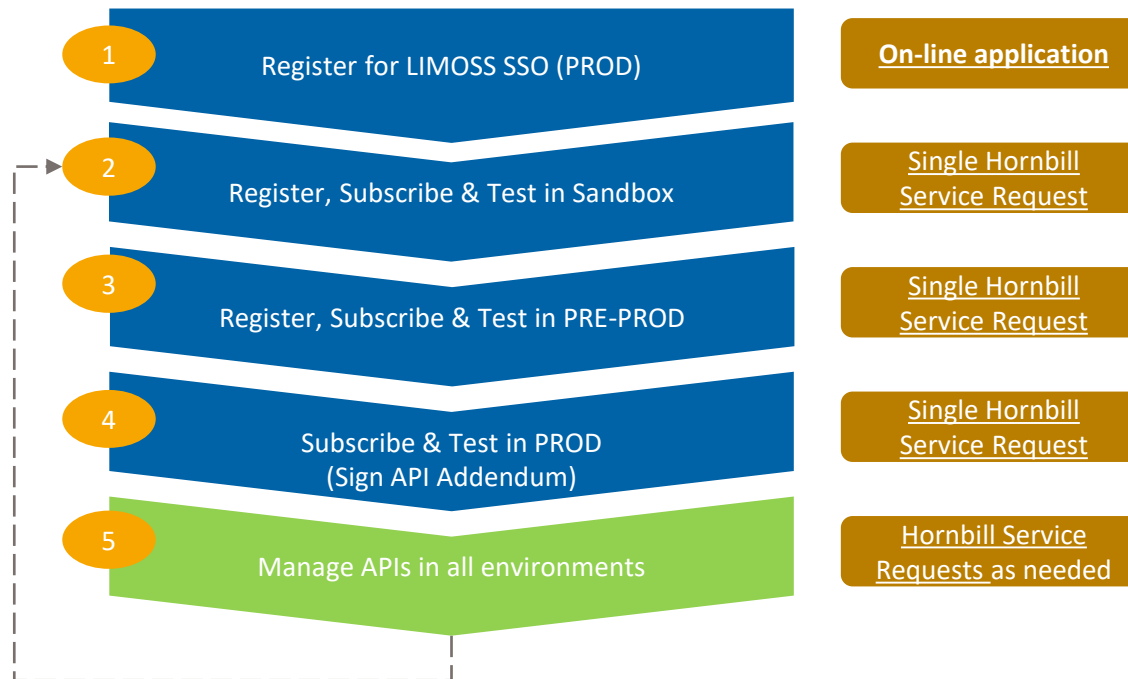 1
Register for LIMOSS SSO (PROD)
On-line application
2
Register, Subscribe & Test in Sandbox
Single Hornbill
Service Request
3
Register, Subscribe & Test in PRE-PROD
Single Hornbill
Service Request
4
Subscribe & Test in PROD
(Sign API Addendum)
Single Hornbill
Service Request
5
Manage APIs in all environments
Hornbill Service
Requests as needed